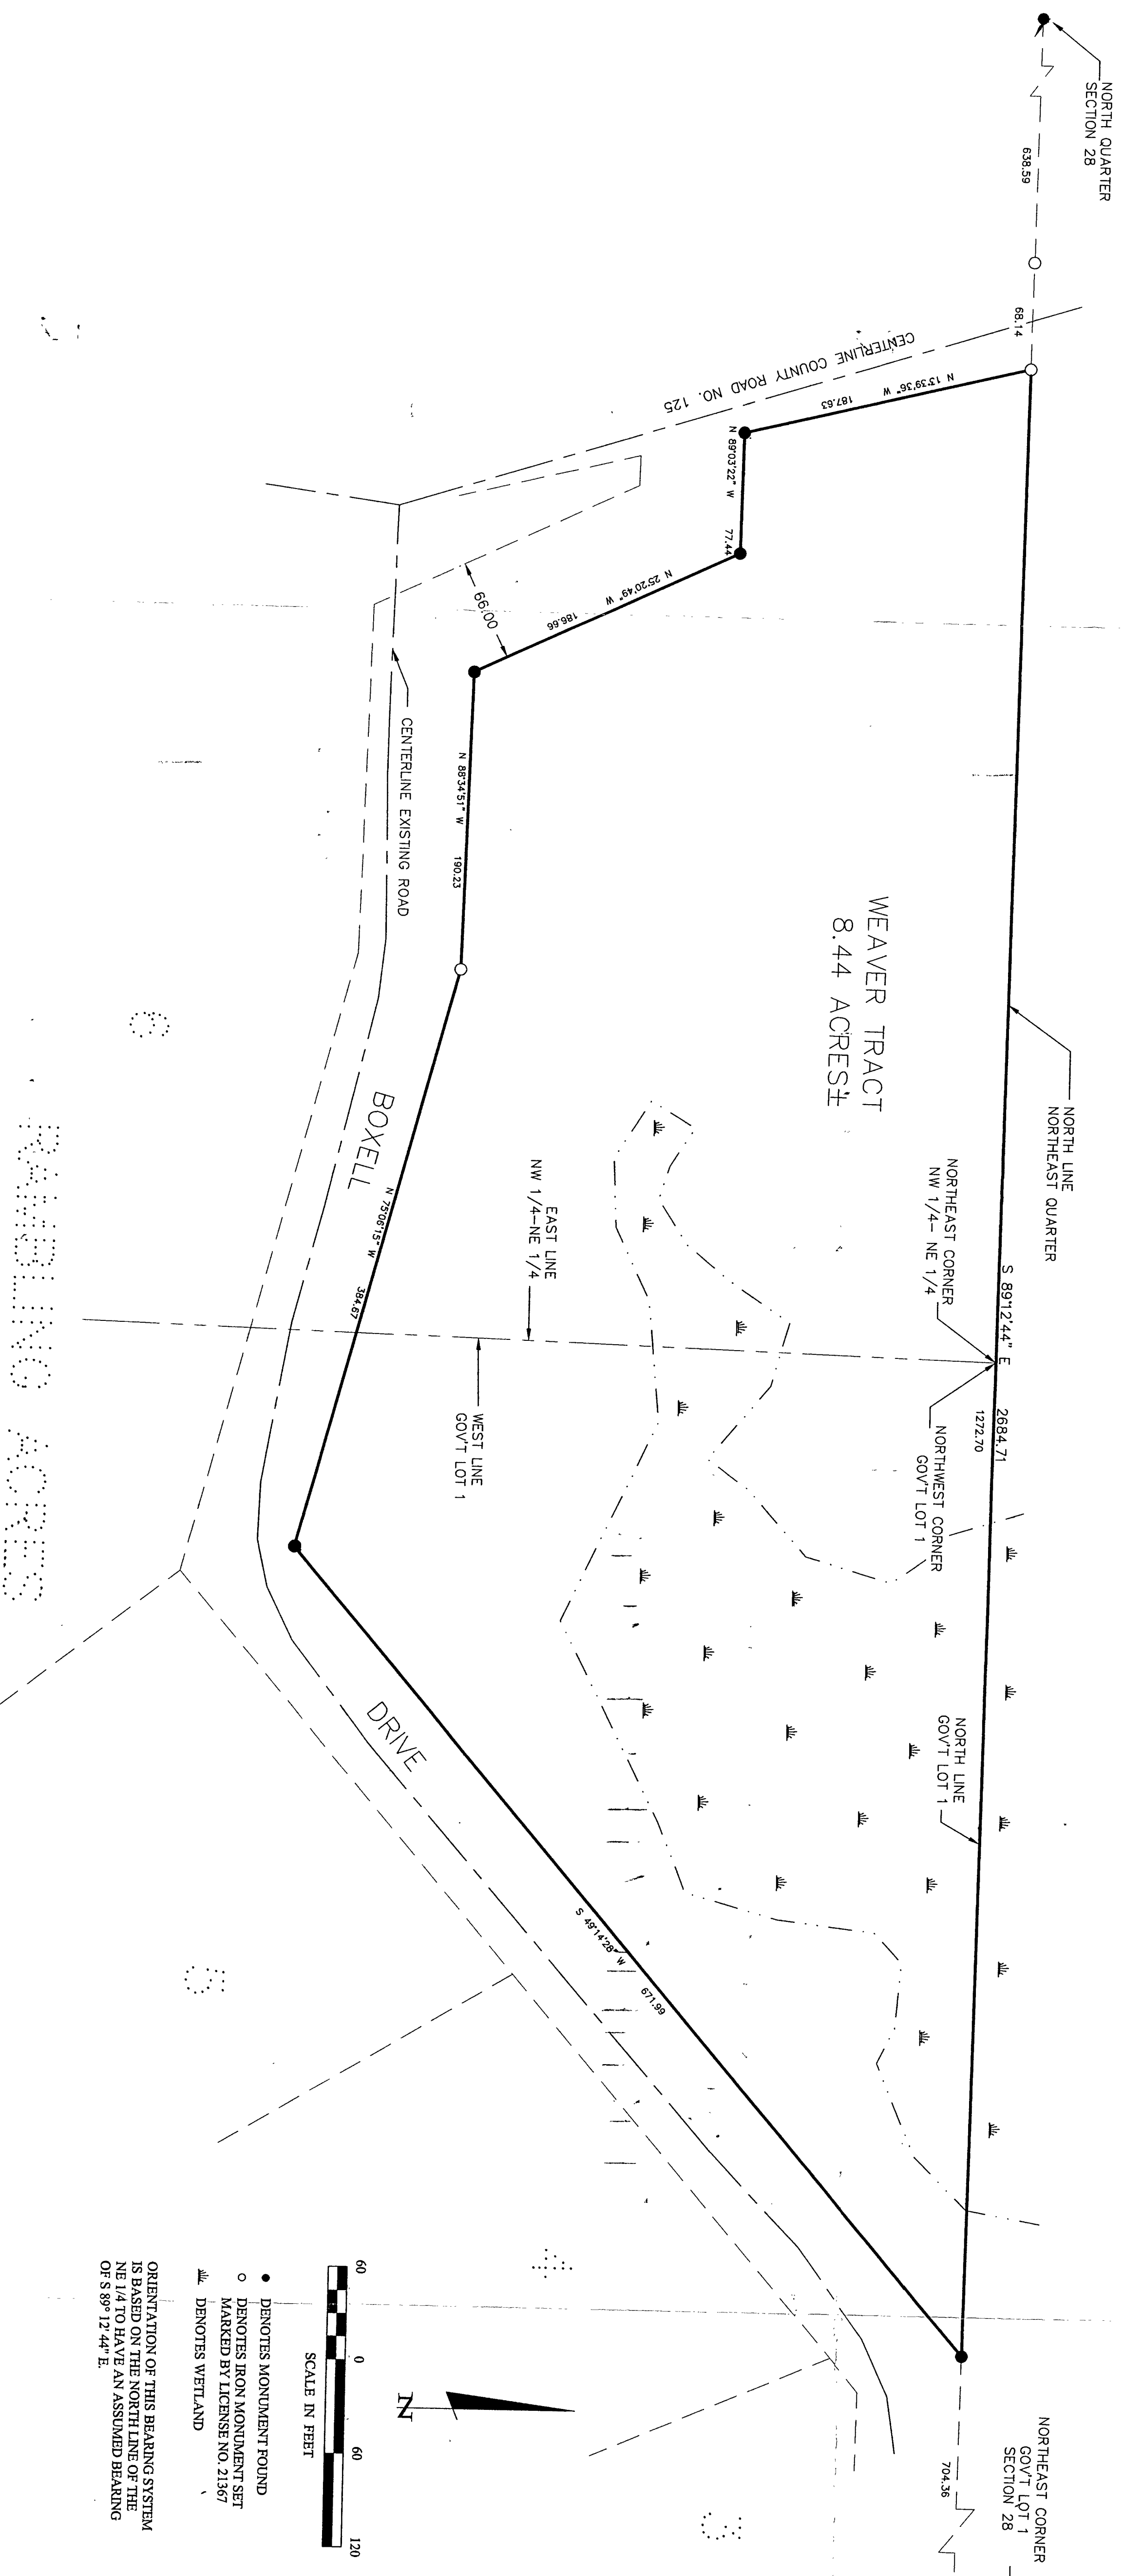 NORTH QUARTER
SECTION 28
638.59
68.14
CENTERLINE COUNTY ROAD NO. 125
N 13°39'36" W 187.63
N 89°03'22" W 77.44
N 25°20'49" W 186.66
66.00
N 88°34'51" W 190.23
CENTERLINE EXISTING ROAD
WEAVER TRACT
8.44 ACRES±
NORTH LINE
NORTHEAST QUARTER
S 89°12'44" E 2684.71
1272.70
NORTHEAST CORNER
NW 1/4- NE 1/4
NORTHWEST CORNER
GOV'T LOT 1
EAST LINE
NW 1/4-NE 1/4
WEST LINE
GOV'T LOT 1
BOXELL
N 75°06'15" W 384.67
DRIVE
NORTH LINE
GOV'T LOT 1
S 49°14'28" W 671.99
6
RAMBLING ACRES
5
4
3
704.36
NORTHEAST CORNER
GOV'T LOT 1
SECTION 28
N
60 0 60 120
SCALE IN FEET
● DENOTES MONUMENT FOUND
○ DENOTES IRON MONUMENT SET
MARKED BY LICENSE NO. 21367
DENOTES WETLAND
ORIENTATION OF THIS BEARING SYSTEM
IS BASED ON THE NORTH LINE OF THE
NE 1/4 TO HAVE AN ASSUMED BEARING
OF S 89° 12' 44" E.